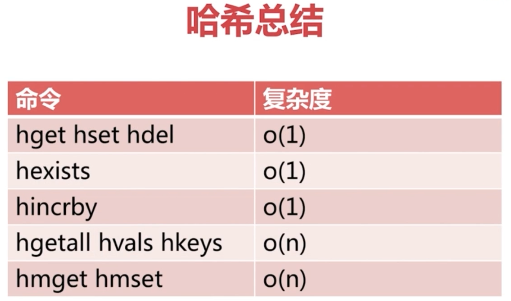 哈希总结
命令 复杂度
hget hset hdel o(1)
hexists o(1)
hincrby o(1)
hgetall hvals hkeys o(n)
hmget hmset o(n)